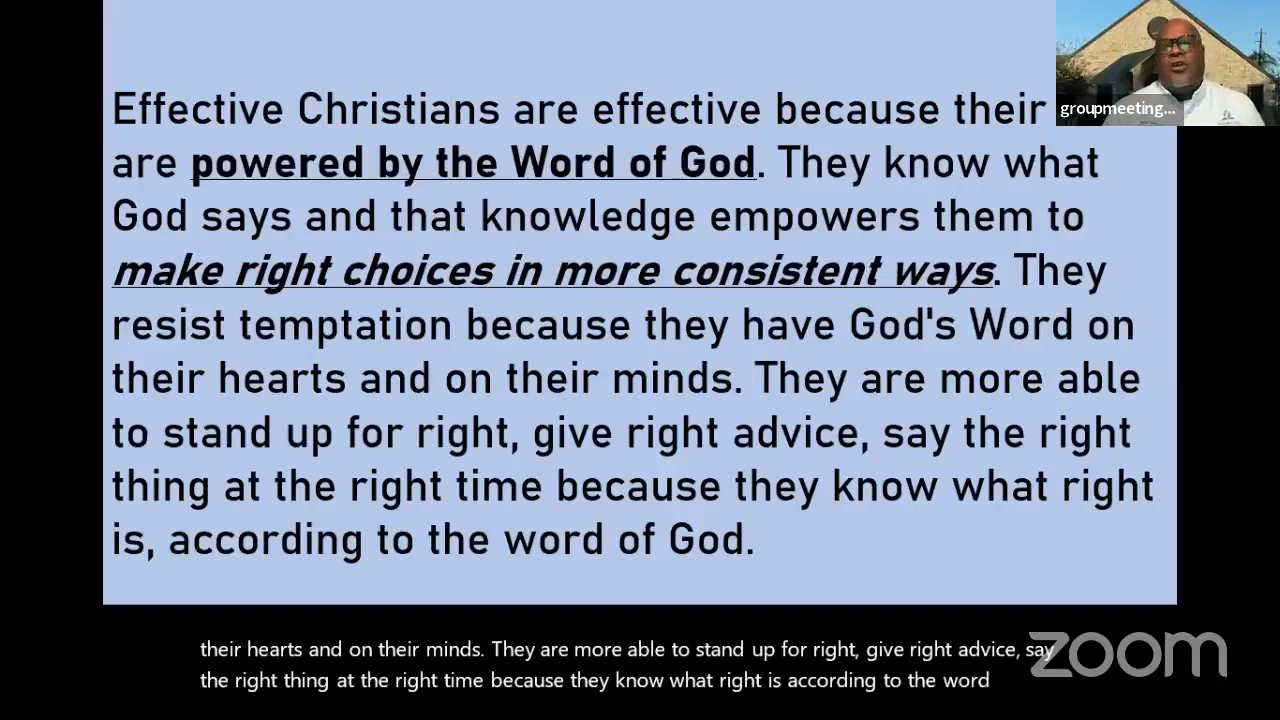 Effective Christians are effective because their
are powered by the Word of God. They know what
God says and that knowledge empowers them to
make right choices in more consistent ways. They
resist temptation because they have God's Word on
their hearts and on their minds. They are more able
to stand up for right, give right advice, say the right
thing at the right time because they know what right
is, according to the word of God.
groupmeeting...
their hearts and on their minds. They are more able to stand up for right, give right advice, say
the right thing at the right time because they know what right is according to the word
zoom